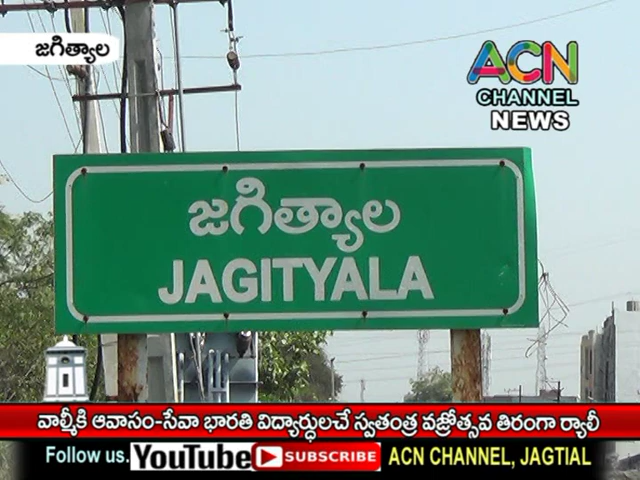 జగిత్యాల
ACN
CHANNEL
NEWS
జగిత్యాల
JAGITYALA
వాల్మీకి ఆవాసం-సేవా భారతి విద్యార్ధులచే స్వతంత్ర వజ్రోత్సవ తిరంగా ర్యాలీ
Follow us. YouTube SUBSCRIBE ACN CHANNEL, JAGTIAL